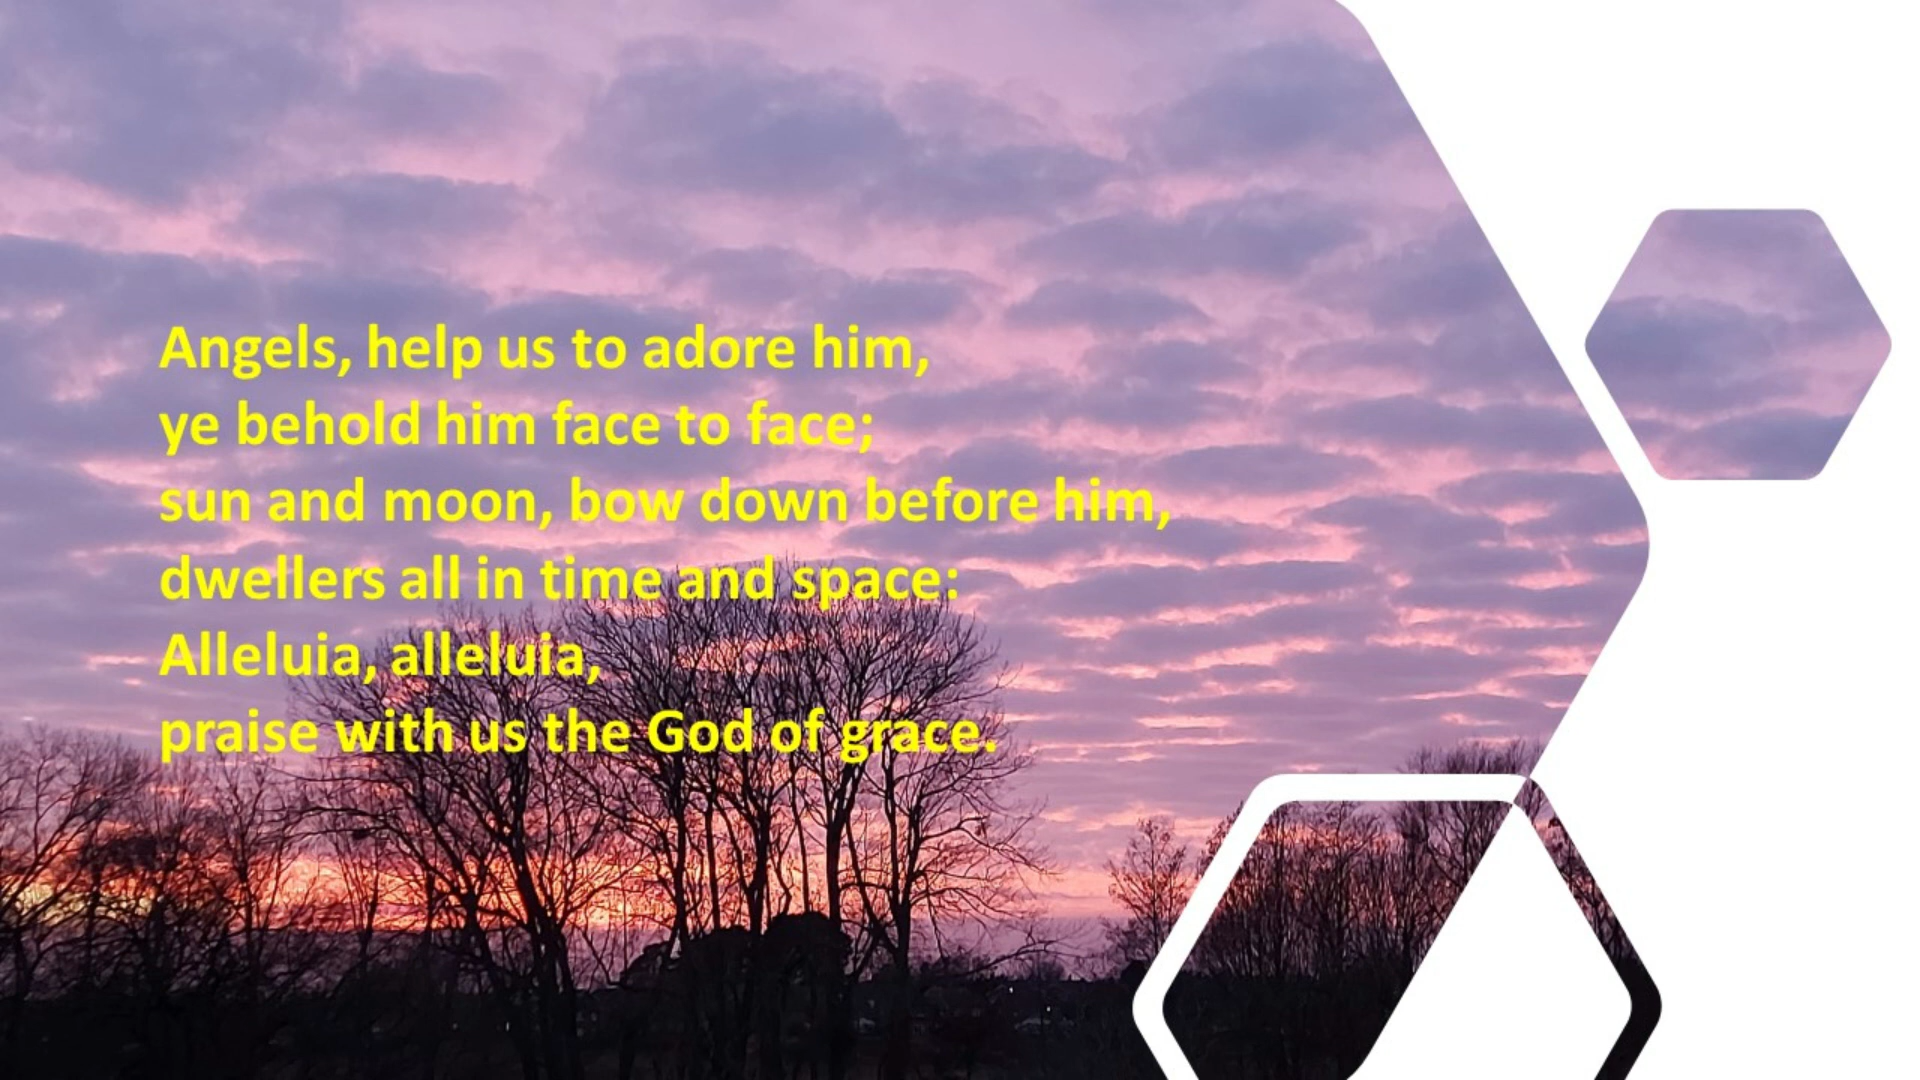 Angels, help us to adore him,
ye behold him face to face;
sun and moon, bow down before him,
dwellers all in time and space:
Alleluia, alleluia,
praise with us the God of grace.